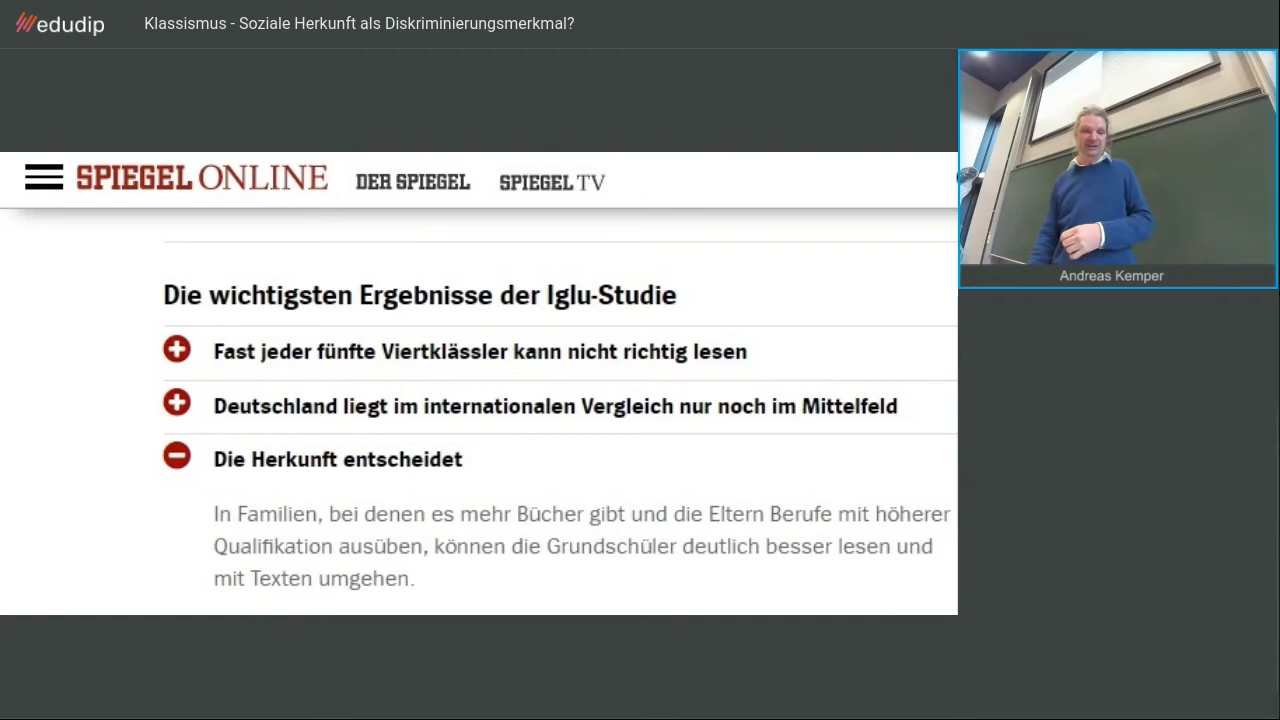 edudip
Klassismus - Soziale Herkunft als Diskriminierungsmerkmal?
SPIEGEL ONLINE DER SPIEGEL SPIEGEL TV
Die wichtigsten Ergebnisse der Iglu-Studie
Fast jeder fünfte Viertklässler kann nicht richtig lesen
Deutschland liegt im internationalen Vergleich nur noch im Mittelfeld
Die Herkunft entscheidet
In Familien, bei denen es mehr Bücher gibt und die Eltern Berufe mit höherer
Qualifikation ausüben, können die Grundschüler deutlich besser lesen und
mit Texten umgehen.
Andreas Kemper